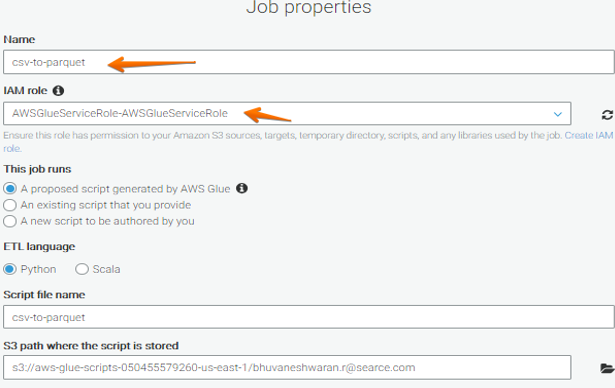 Job properties
Name
csv-to-parquet
IAM role
AWSGlueServiceRole-AWSGlueServiceRole
Ensure this role has permission to your Amazon S3 sources, targets, temporary directory, scripts, and any libraries used by the job. Create IAM
role.
This job runs
A proposed script generated by AWS Glue
An existing script that you provide
A new script to be authored by you
ETL language
Python Scala
Script file name
csv-to-parquet
S3 path where the script is stored
s3://aws-glue-scripts-050455579260-us-east-1/bhuvaneshwaran.r@searce.com